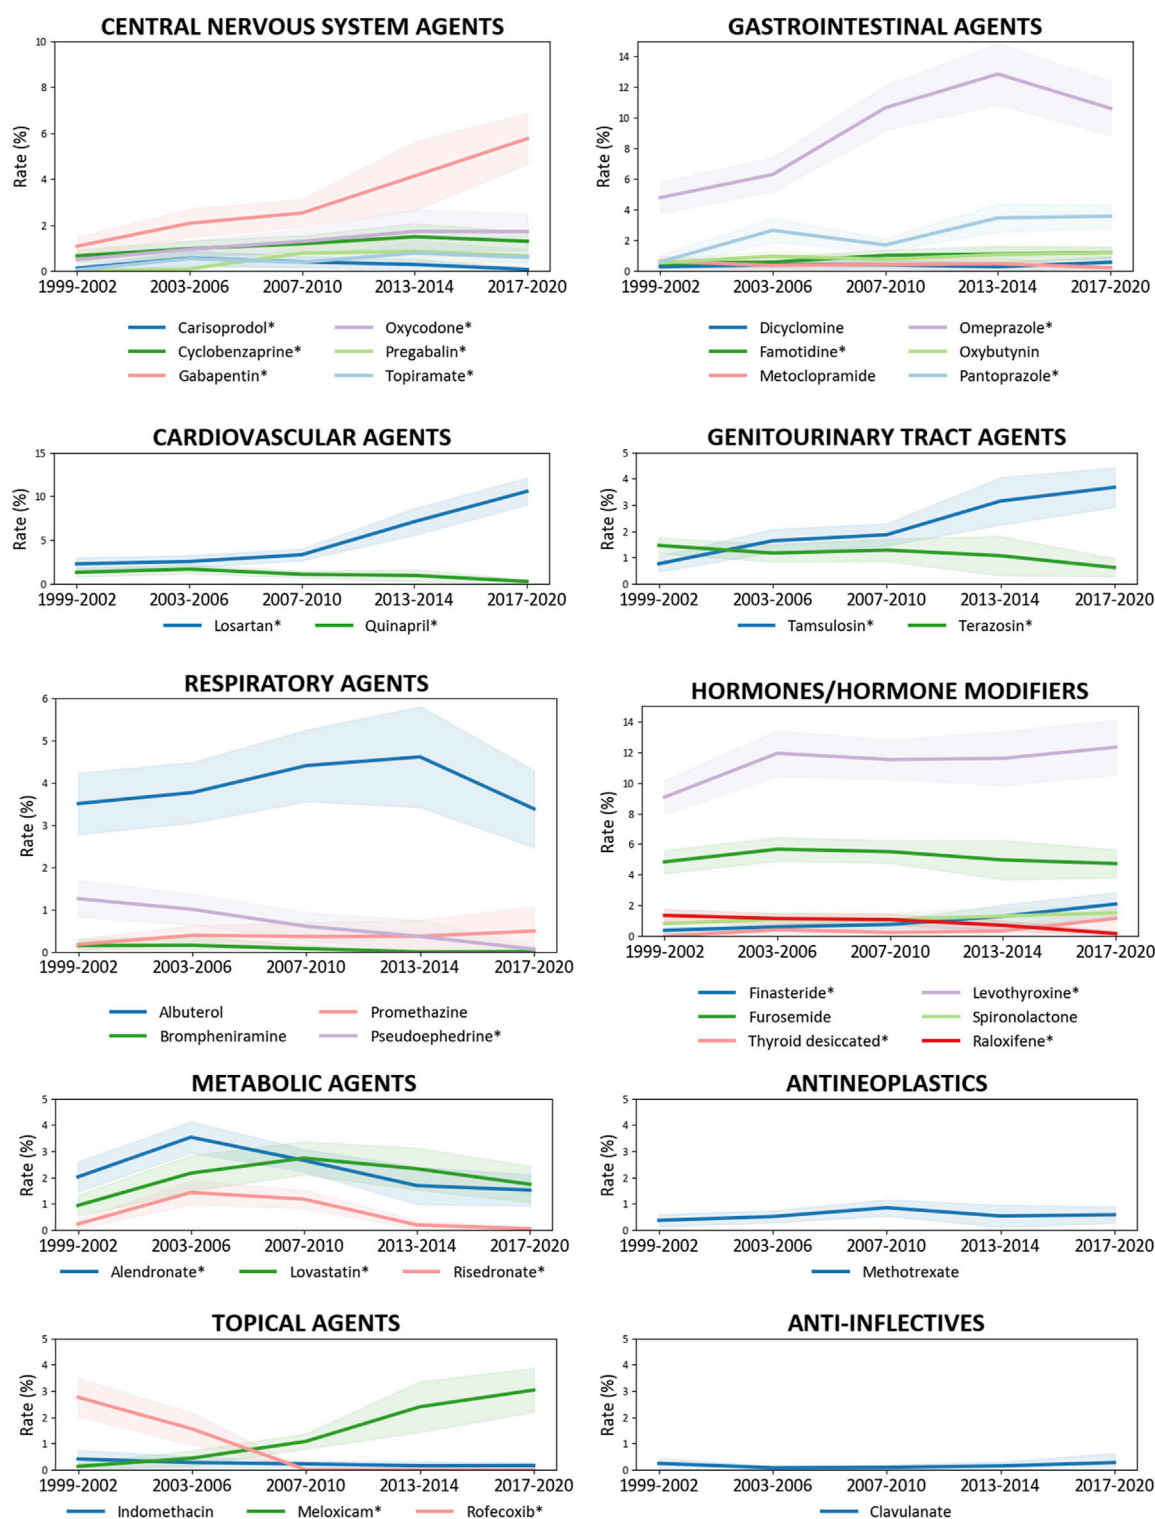 CENTRAL NERVOUS SYSTEM AGENTS
Rate (%)
10
8
6
4
2
0
1999-2002 2003-2006 2007-2010 2013-2014 2017-2020
Carisoprodol* Oxycodone*
Cyclobenzaprine* Pregabalin*
Gabapentin* Topiramate*
GASTROINTESTINAL AGENTS
Rate (%)
14
12
10
8
6
4
2
0
1999-2002 2003-2006 2007-2010 2013-2014 2017-2020
Dicyclomine Omeprazole*
Famotidine* Oxybutynin
Metoclopramide Pantoprazole*
CARDIOVASCULAR AGENTS
Rate (%)
15
10
5
0
1999-2002 2003-2006 2007-2010 2013-2014 2017-2020
Losartan* Quinapril*
GENITOURINARY TRACT AGENTS
Rate (%)
5
4
3
2
1
0
1999-2002 2003-2006 2007-2010 2013-2014 2017-2020
Tamsulosin* Terazosin*
RESPIRATORY AGENTS
Rate (%)
6
5
4
3
2
1
0
1999-2002 2003-2006 2007-2010 2013-2014 2017-2020
Albuterol Promethazine
Brompheniramine Pseudoephedrine*
HORMONES/HORMONE MODIFIERS
Rate (%)
14
12
10
8
6
4
2
0
1999-2002 2003-2006 2007-2010 2013-2014 2017-2020
Finasteride* Levothyroxine*
Furosemide Spironolactone
Thyroid desiccated* Raloxifene*
METABOLIC AGENTS
Rate (%)
5
4
3
2
1
0
1999-2002 2003-2006 2007-2010 2013-2014 2017-2020
Alendronate* Lovastatin* Risedronate*
ANTINEOPLASTICS
Rate (%)
5
4
3
2
1
0
1999-2002 2003-2006 2007-2010 2013-2014 2017-2020
Methotrexate
TOPICAL AGENTS
Rate (%)
5
4
3
2
1
0
1999-2002 2003-2006 2007-2010 2013-2014 2017-2020
Indomethacin Meloxicam* Rofecoxib*
ANTI-INFLECTIVES
Rate (%)
5
4
3
2
1
0
1999-2002 2003-2006 2007-2010 2013-2014 2017-2020
Clavulanate